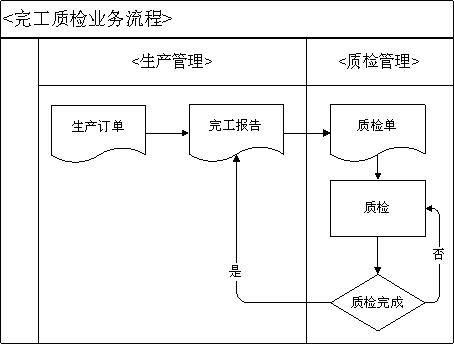 <完工质检业务流程>
<生产管理>
<质检管理>
生产订单
完工报告
质检单
质检
否
是
质检完成